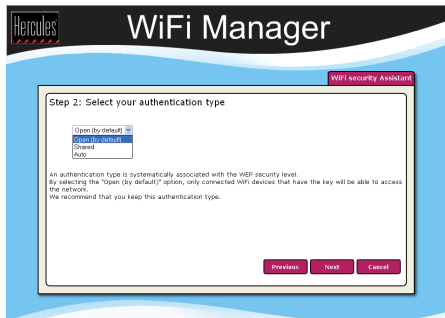 Hercules
WiFi Manager
WiFi security Assistant
Step 2: Select your authentication type
Open (by default)
Open (by default)
Shared
Auto
An authentication type is systematically associated with the WEP security level.
By selecting the "Open (by default)" option, only connected WiFi devices that have the key will be able to access
the network.
We recommend that you keep this authentication type.
Previous Next Cancel